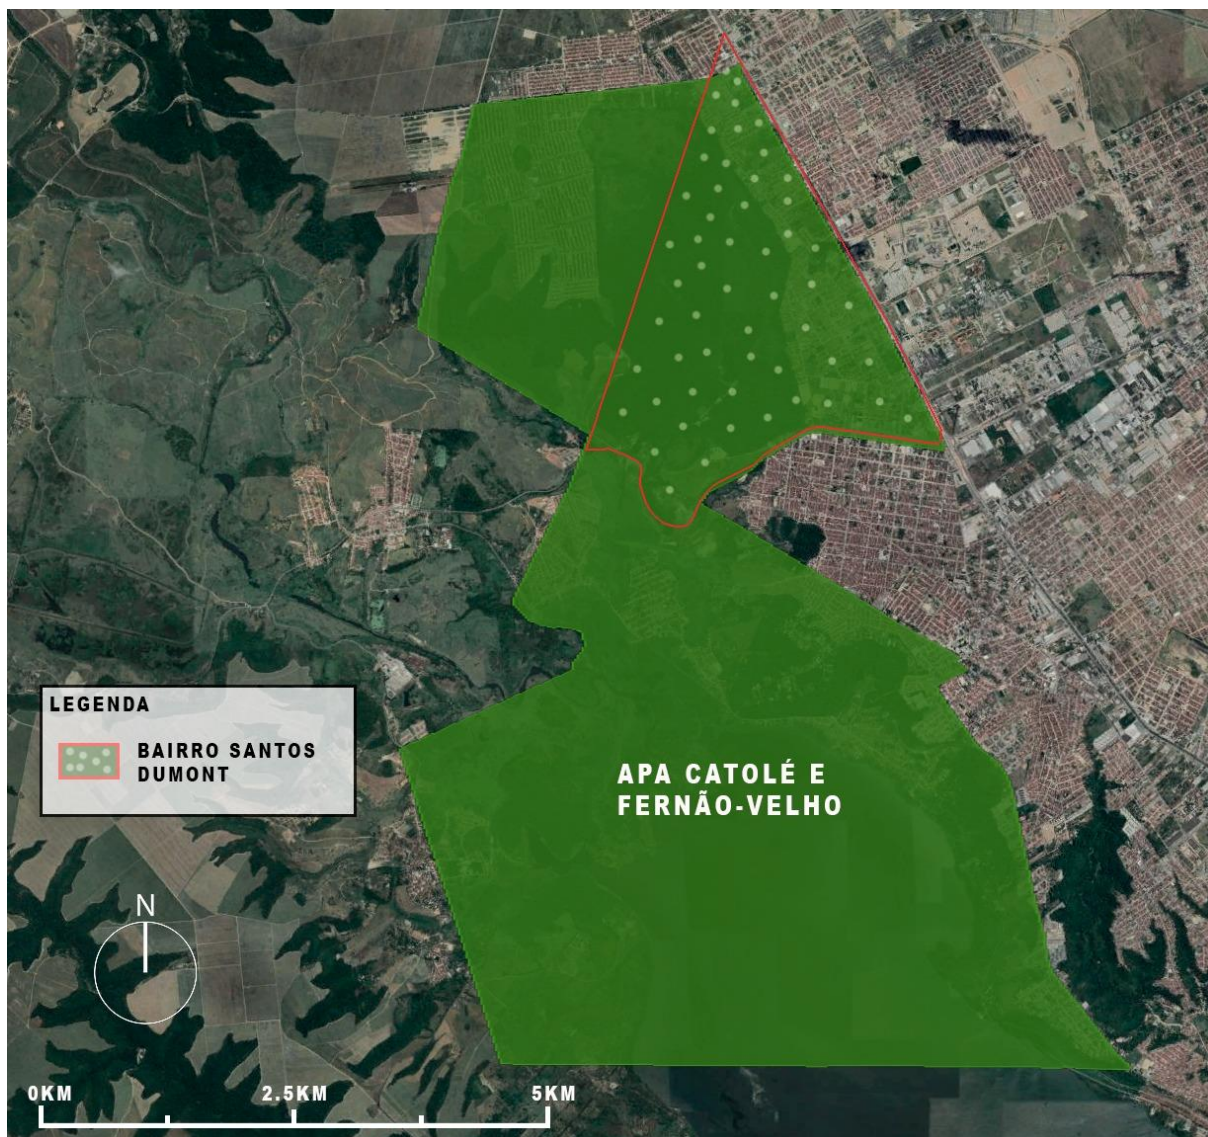 LEGENDA
BAIRRO SANTOS
DUMONT
APA CATOLÉ E
FERNÃO-VELHO
N
0KM
2.5KM
5KM